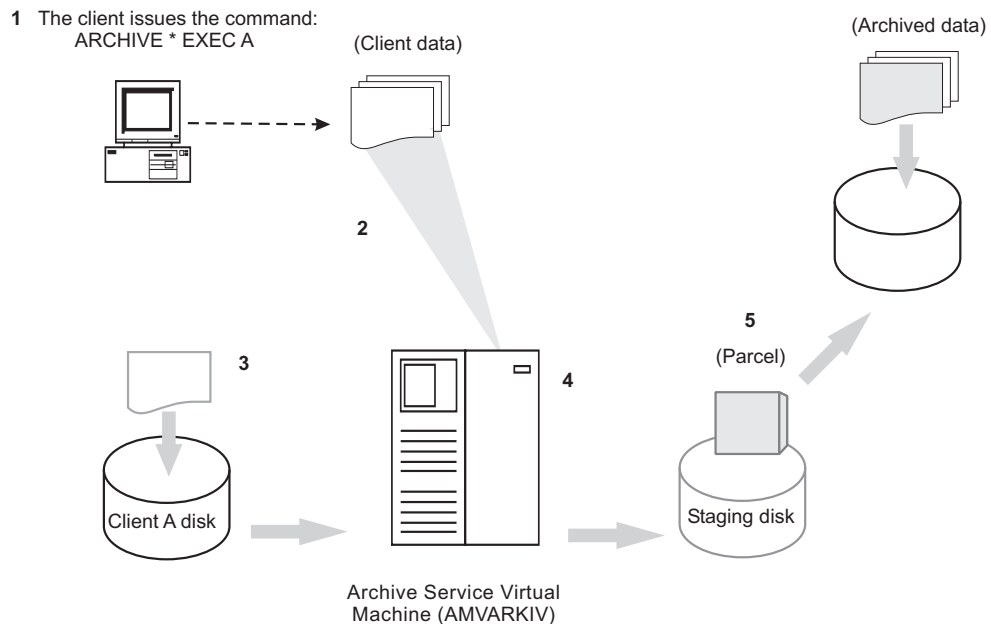 1 The client issues the command:
ARCHIVE * EXEC A
(Client data)
(Archived data)
2
5
(Parcel)
3
4
Client A disk
Staging disk
Archive Service Virtual
Machine (AMVARKIV)